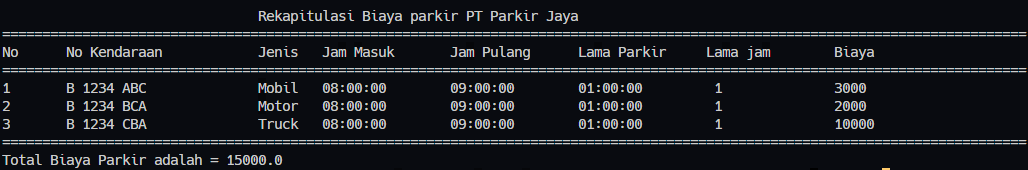 Rekapitulasi Biaya parkir PT Parkir Jaya
================================================================================================================================
No No Kendaraan Jenis Jam Masuk Jam Pulang Lama Parkir Lama jam Biaya
================================================================================================================================
1 B 1234 ABC Mobil 08:00:00 09:00:00 01:00:00 1 3000
2 B 1234 BCA Motor 08:00:00 09:00:00 01:00:00 1 2000
3 B 1234 CBA Truck 08:00:00 09:00:00 01:00:00 1 10000
================================================================================================================================
Total Biaya Parkir adalah = 15000.0